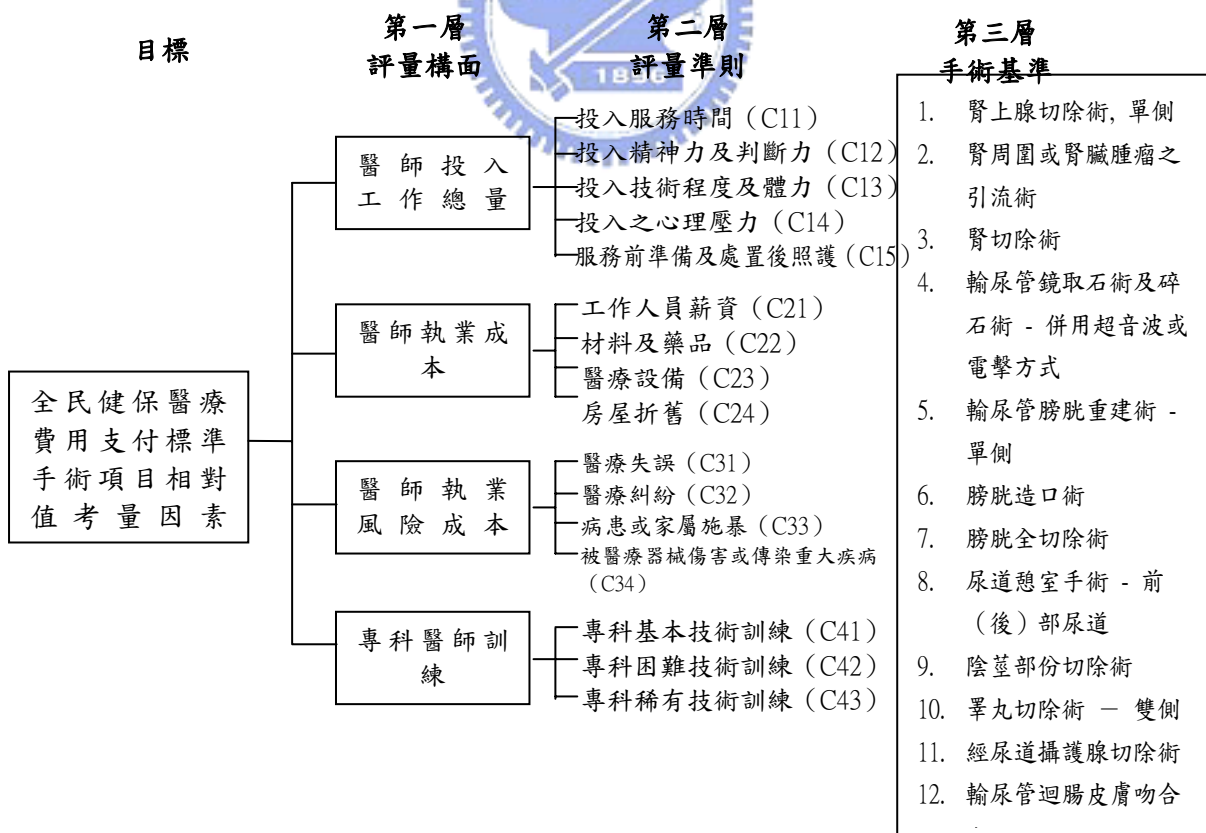 目標
第一層
評量構面
第二層
評量準則
第三層
手術基準
1896
全民健保醫療
費用支付標準
手術項目相對
值考量因素
醫師投入
工作總量
投入服務時間（C11）
投入精神力及判斷力（C12）
投入技術程度及體力（C13）
投入之心理壓力（C14）
服務前準備及處置後照護（C15）
醫師執業成
本
工作人員薪資（C21）
材料及藥品（C22）
醫療設備（C23）
房屋折舊（C24）
醫師執業
風險成本
醫療失誤（C31）
醫療糾紛（C32）
病患或家屬施暴（C33）
被醫療器械傷害或傳染重大疾病
（C34）
專科醫師訓
練
專科基本技術訓練（C41）
專科困難技術訓練（C42）
專科稀有技術訓練（C43）
1. 腎上腺切除術, 單側
2. 腎周圍或腎臟腫瘤之
引流術
3. 腎切除術
4. 輸尿管鏡取石術及碎
石術 - 併用超音波或
電擊方式
5. 輸尿管膀胱重建術 -
單側
6. 膀胱造口術
7. 膀胱全切除術
8. 尿道憩室手術 - 前
（後）部尿道
9. 陰莖部份切除術
10. 睪丸切除術 － 雙側
11. 經尿道攝護腺切除術
12. 輸尿管迴腸皮膚吻合